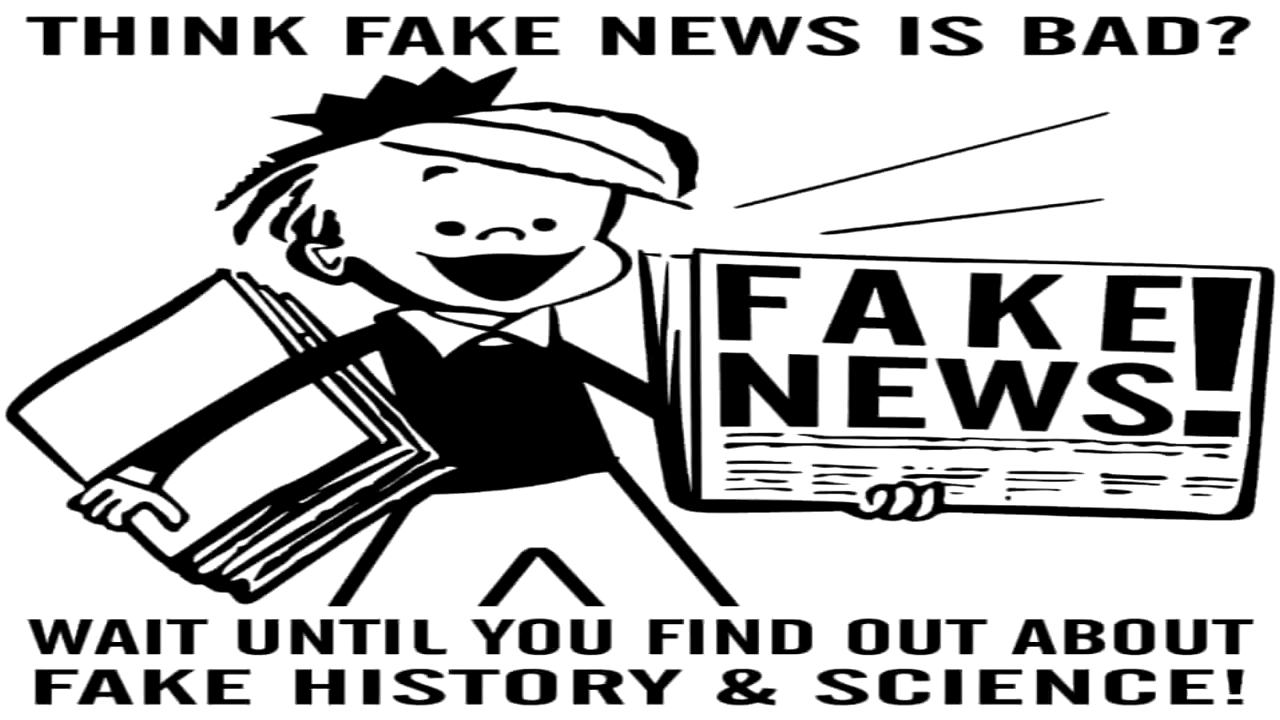 THINK FAKE NEWS IS BAD?
FAKE
NEWS!
WAIT UNTIL YOU FIND OUT ABOUT
FAKE HISTORY & SCIENCE!